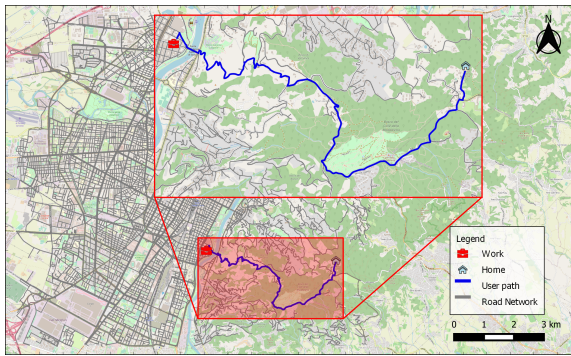 N
Legend
Work
Home
User path
Road Network
0 1 2 3 km